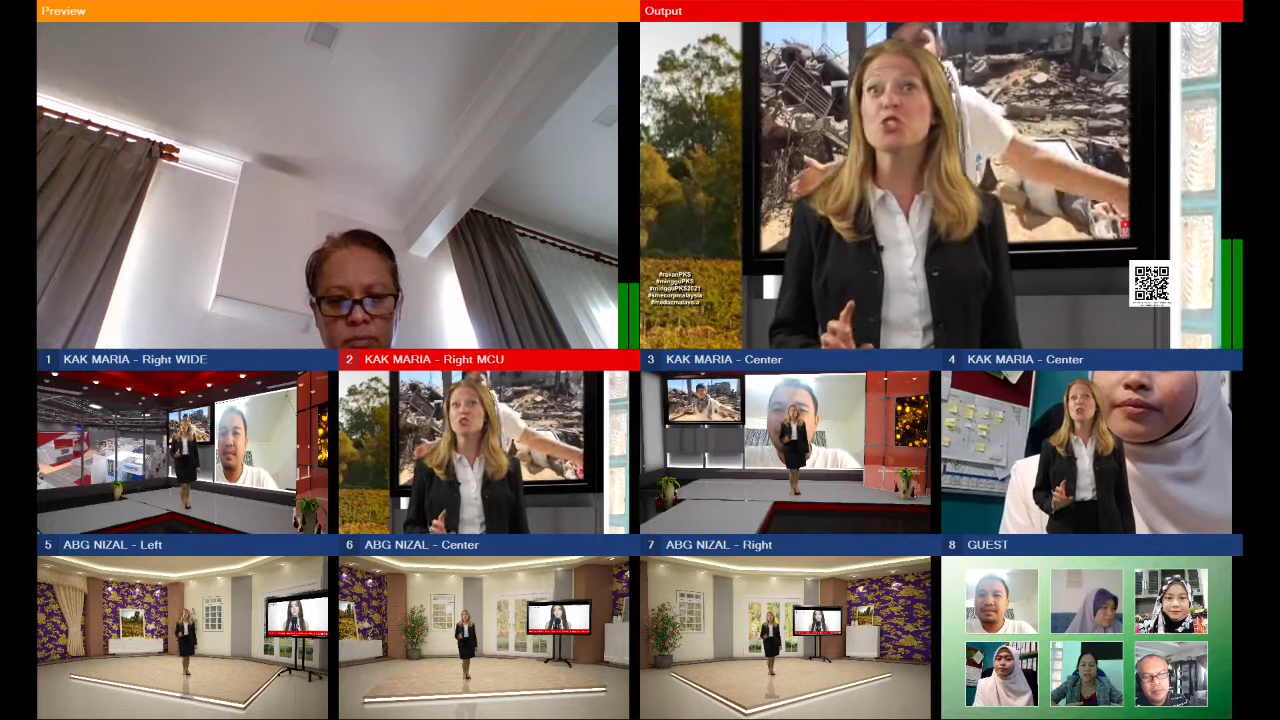 Preview
Output
#rakanPKS
#mingguPKS
#mingguPKS2021
#smecorpmalaysia
#medacmalaysia
1 KAK MARIA - Right WIDE
2 KAK MARIA - Right MCU
3 KAK MARIA - Center
4 KAK MARIA - Center
5 ABG NIZAL - Left
6 ABG NIZAL - Center
7 ABG NIZAL - Right
8 GUEST